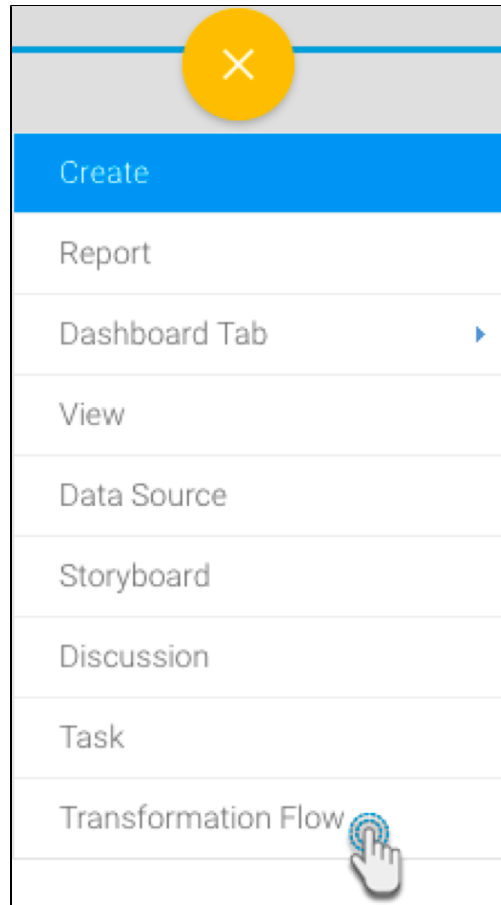 Create
Report
Dashboard Tab
View
Data Source
Storyboard
Discussion
Task
Transformation Flow